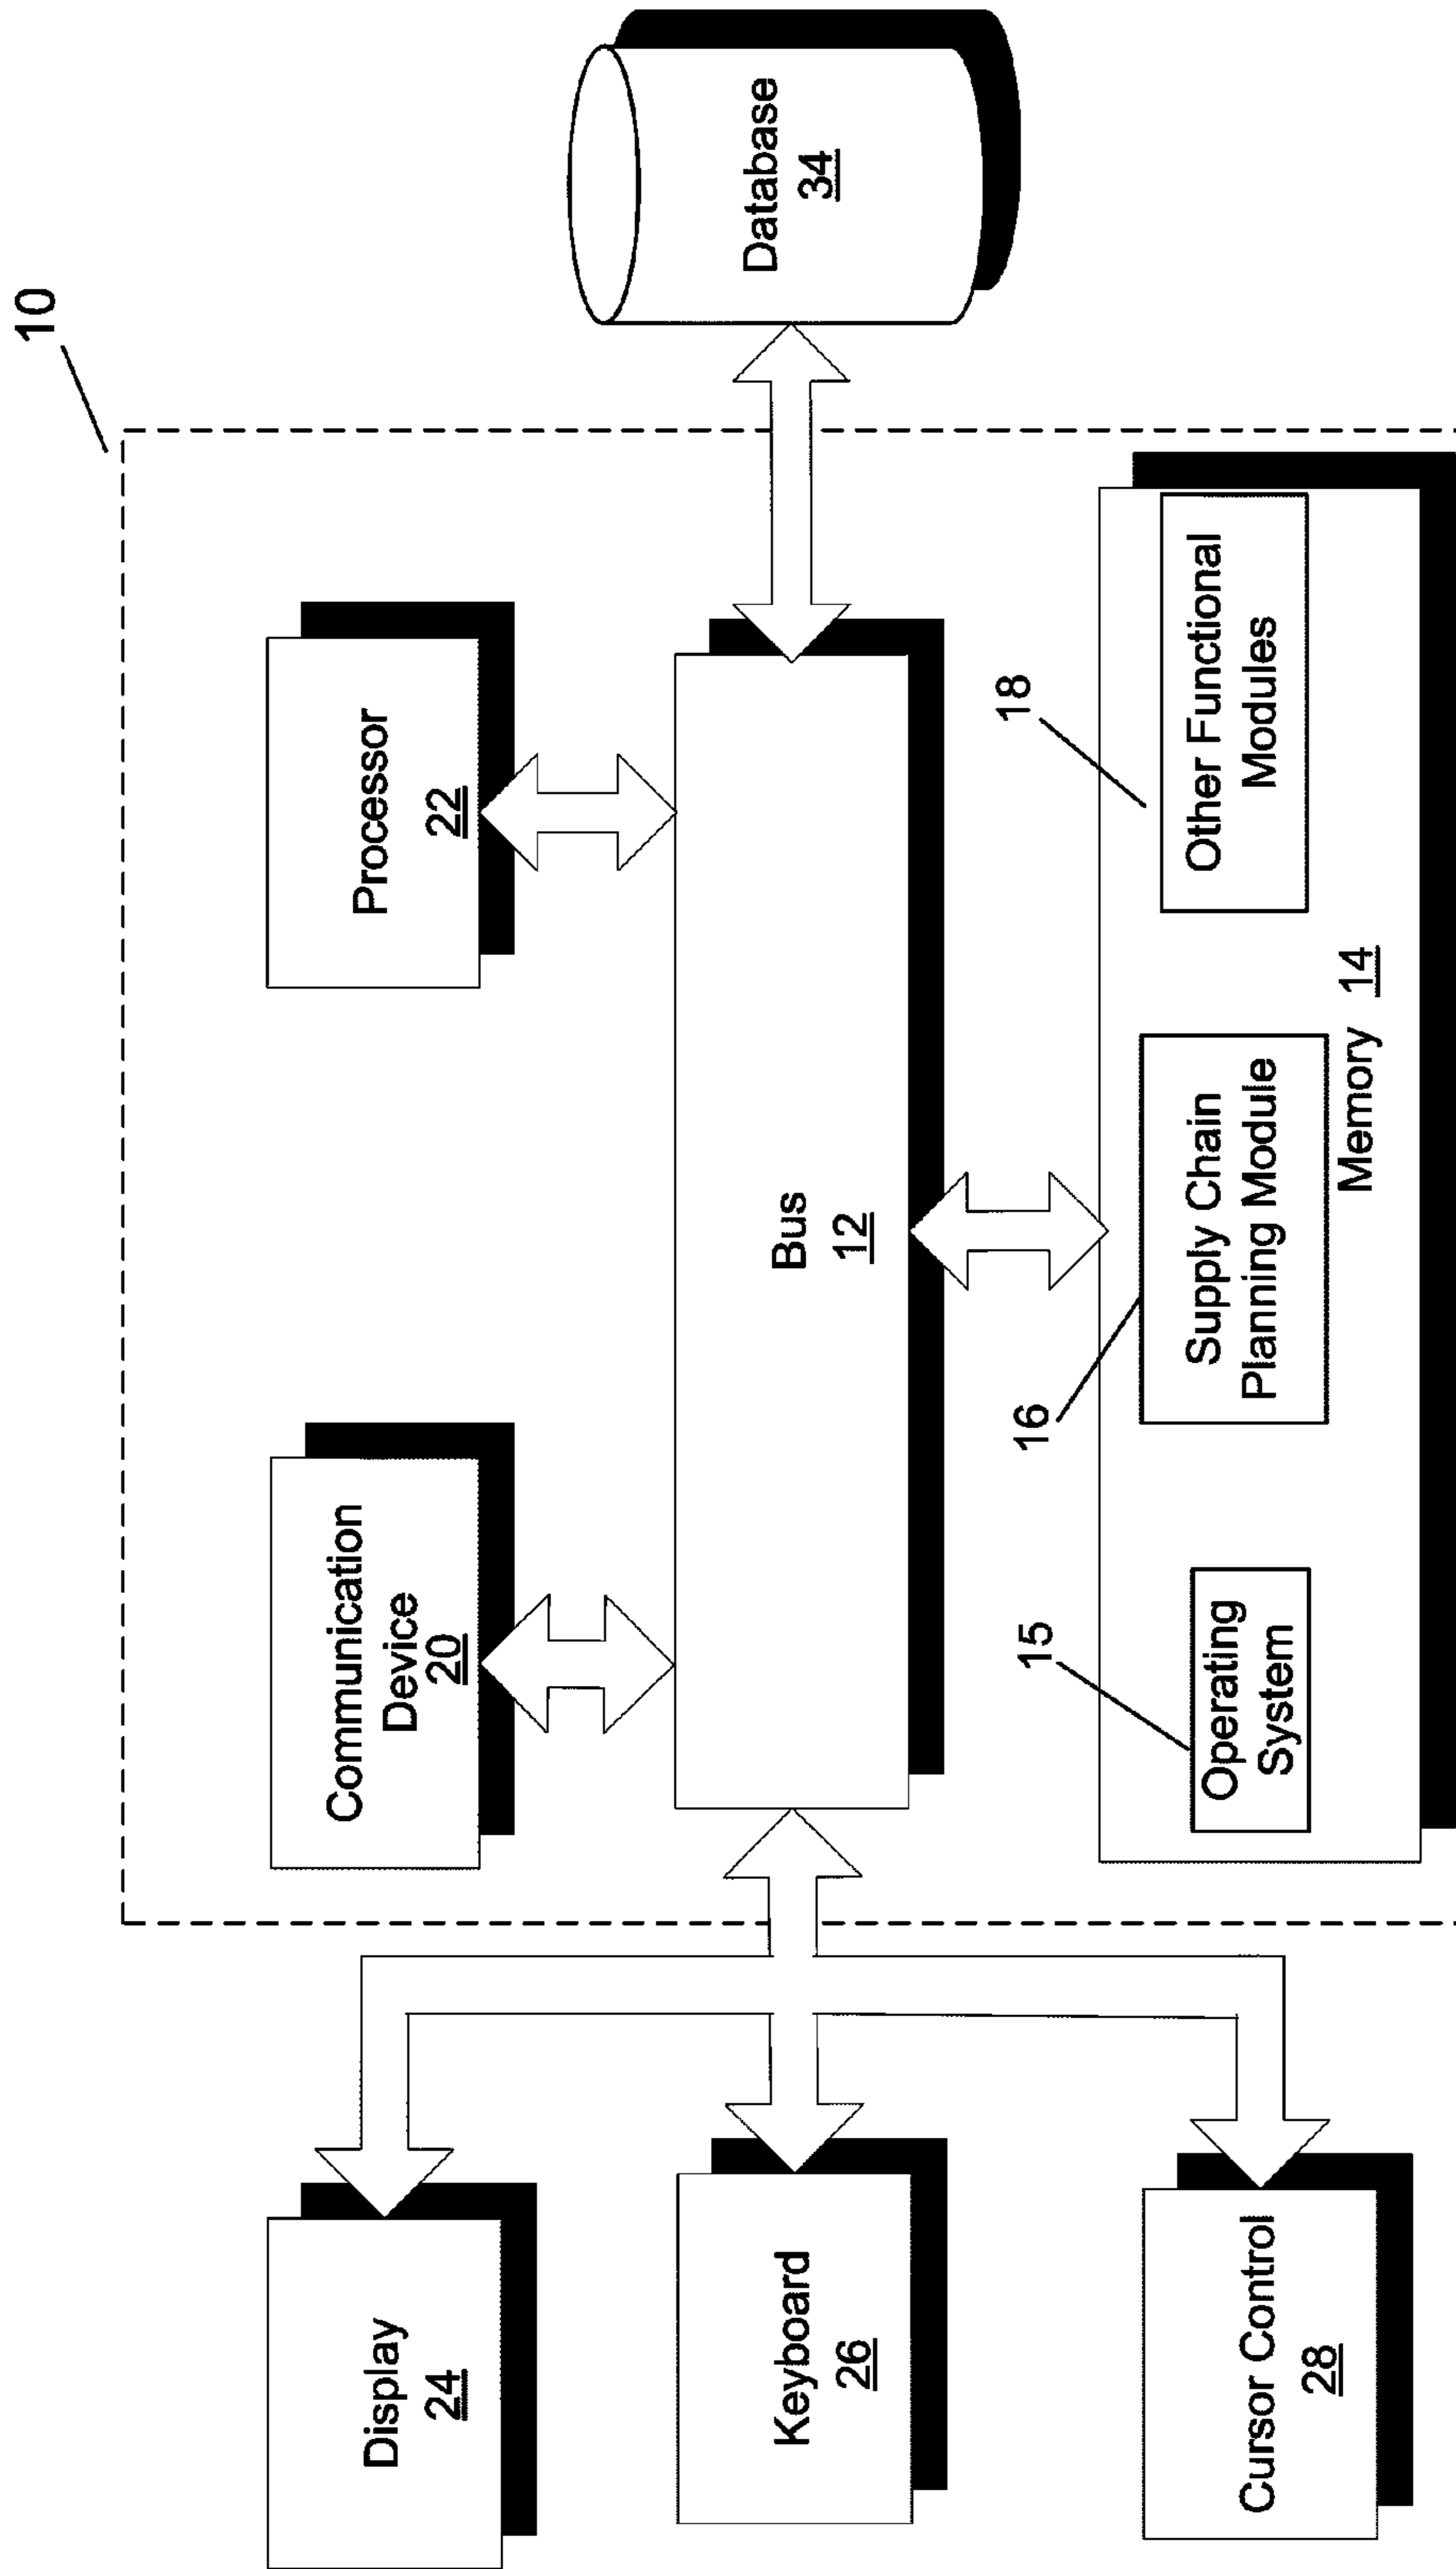 10
Communication
Device
20
Processor
22
Display
24
Keyboard
26
Cursor Control
28
Bus
12
Database
34
15
Operating
System
16
Supply Chain
Planning Module
18
Other Functional
Modules
Memory 14